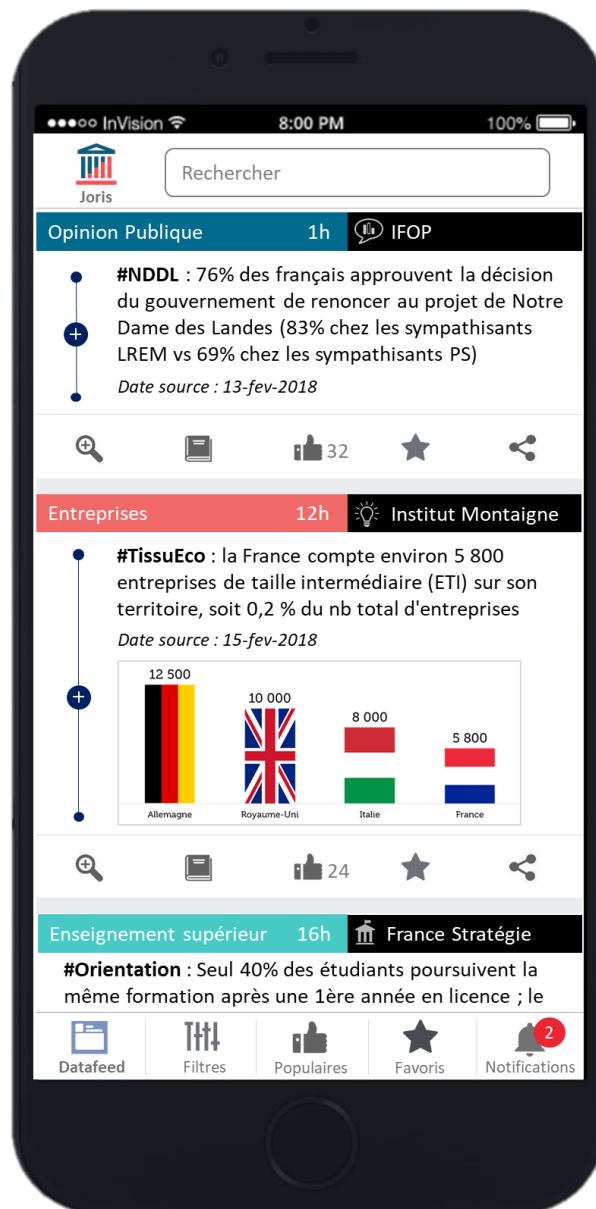 InVision 8:00 PM 100%
Joris
Rechercher
Opinion Publique 1h IFOP
#NDDL : 76% des français approuvent la décision
du gouvernement de renoncer au projet de Notre
Dame des Landes (83% chez les sympathisants
LREM vs 69% chez les sympathisants PS)
Date source : 13-fev-2018
32
Entreprises 12h Institut Montaigne
#TissuEco : la France compte environ 5 800
entreprises de taille intermédiaire (ETI) sur son
territoire, soit 0,2 % du nb total d'entreprises
Date source : 15-fev-2018
12 500
10 000
8 000
5 800
Allemagne Royaume-Uni Italie France
24
Enseignement supérieur 16h France Stratégie
#Orientation : Seul 40% des étudiants poursuivent la
même formation après une 1ère année en licence ; le
2
Datafeed Filtres Populaires Favoris Notifications